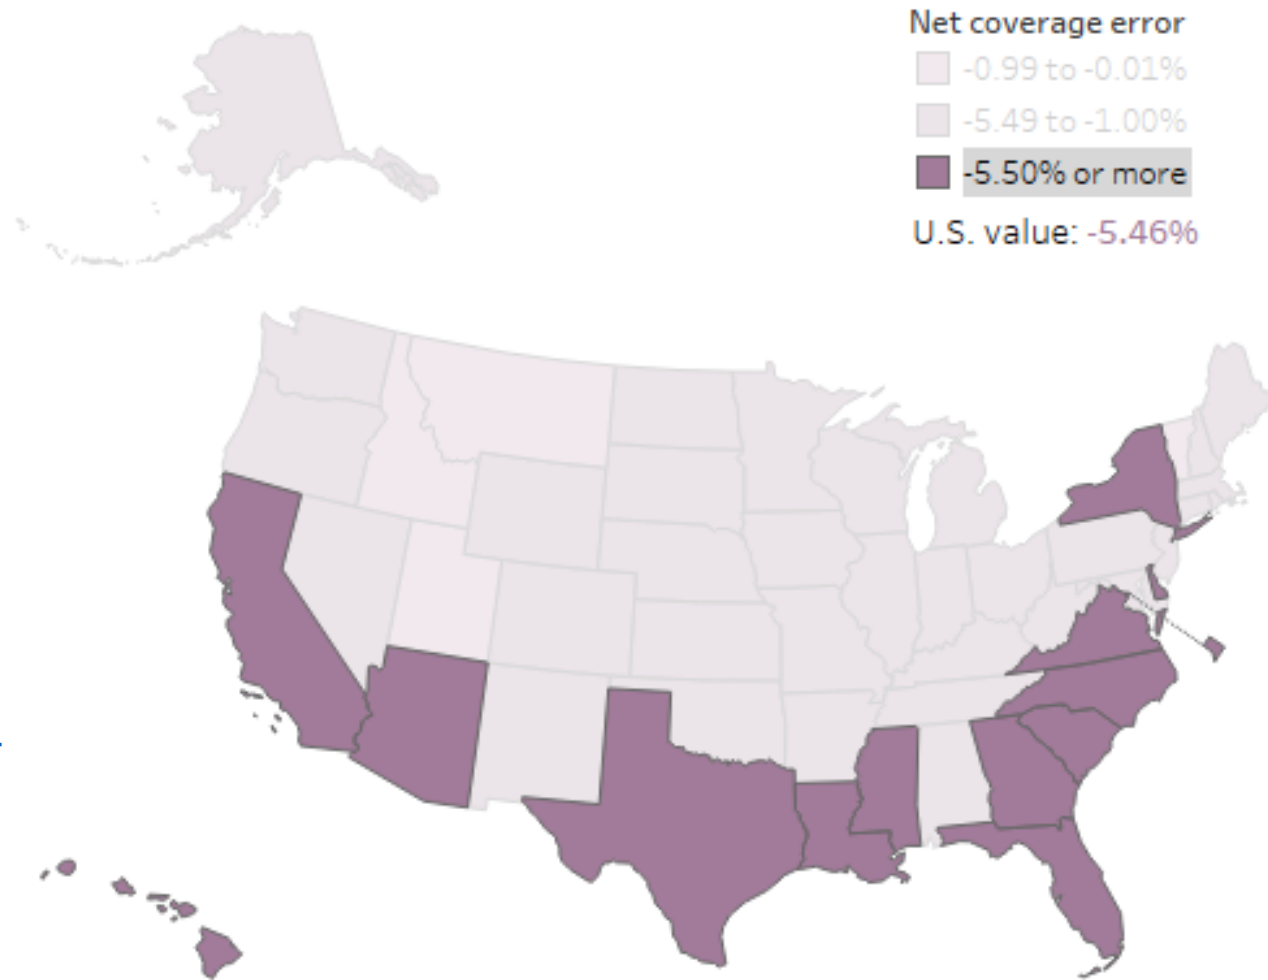 Net coverage error
-0.99 to -0.01%
-5.49 to -1.00%
-5.50% or more
U.S. value: -5.46%